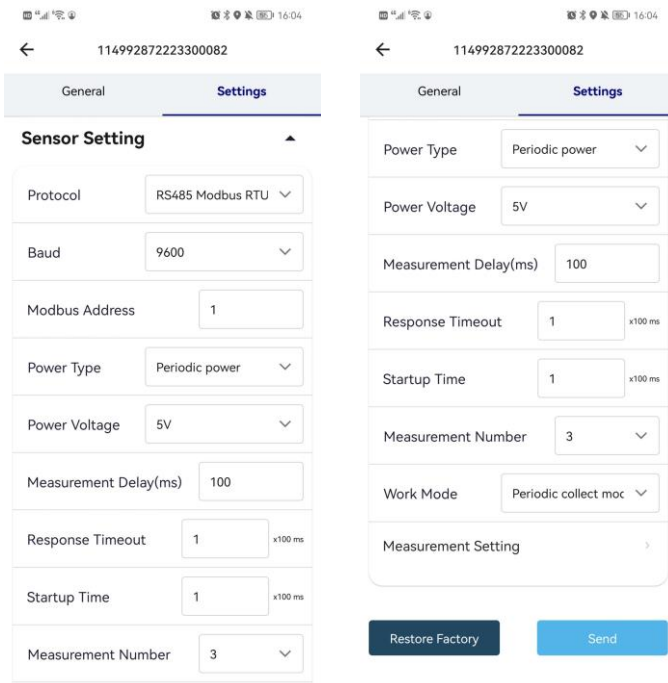 16:04
114992872223300082
General Settings
Sensor Setting
Protocol RS485 Modbus RTU
Baud 9600
Modbus Address 1
Power Type Periodic power
Power Voltage 5V
Measurement Delay(ms) 100
Response Timeout 1 x100 ms
Startup Time 1 x100 ms
Measurement Number 3
16:04
114992872223300082
General Settings
Power Type Periodic power
Power Voltage 5V
Measurement Delay(ms) 100
Response Timeout 1 x100 ms
Startup Time 1 x100 ms
Measurement Number 3
Work Mode Periodic collect moc
Measurement Setting
Restore Factory Send